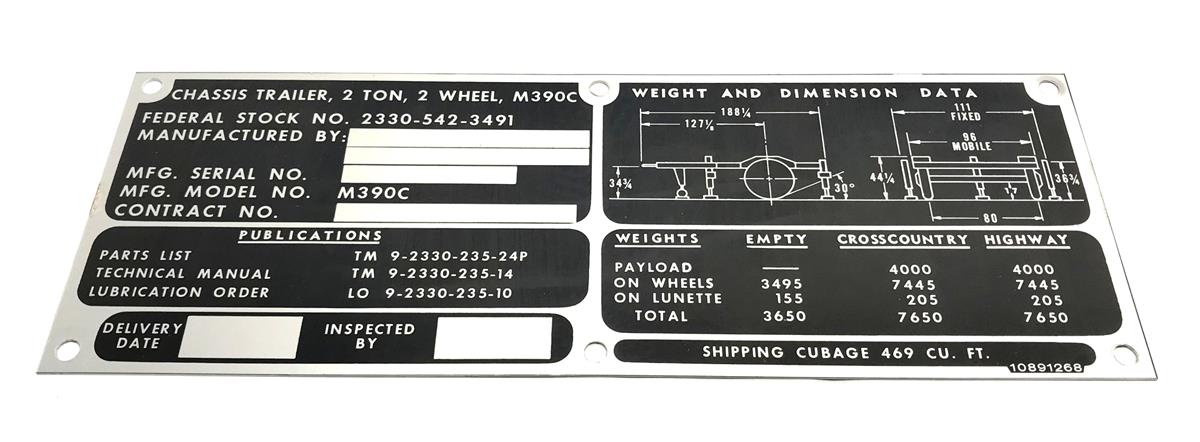 CHASSIS TRAILER, 2 TON, 2 WHEEL, M390C
FEDERAL STOCK NO. 2330-542-3491
MANUFACTURED BY:
MFG. SERIAL NO.
MFG. MODEL NO. M390C
CONTRACT NO.
PUBLICATIONS
PARTS LIST TM 9-2330-235-24P
TECHNICAL MANUAL TM 9-2330-235-14
LUBRICATION ORDER LO 9-2330-235-10
DELIVERY DATE
INSPECTED BY
WEIGHT AND DIMENSION DATA
188¼
127⅛
34¾
30°
111
FIXED
96
MOBILE
44¼
36¾
17
80
WEIGHTS EMPTY CROSSCOUNTRY HIGHWAY
PAYLOAD — 4000 4000
ON WHEELS 3495 7445 7445
ON LUNETTE 155 205 205
TOTAL 3650 7650 7650
SHIPPING CUBAGE 469 CU. FT.
10891268